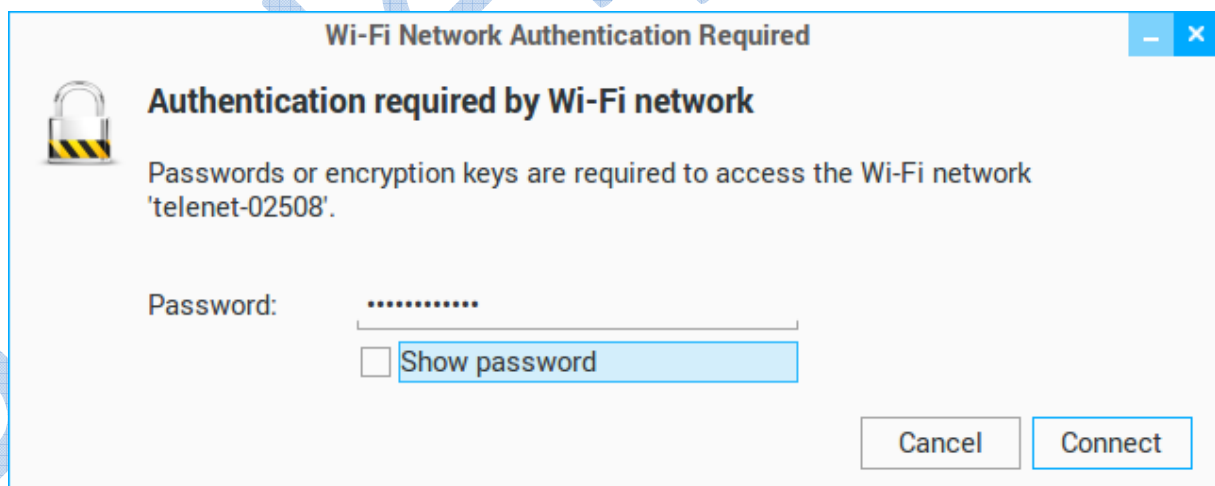 Wi-Fi Network Authentication Required
Authentication required by Wi-Fi network
Passwords or encryption keys are required to access the Wi-Fi network
'telenet-02508'.
Password: ••••••••••••
Show password
Cancel Connect